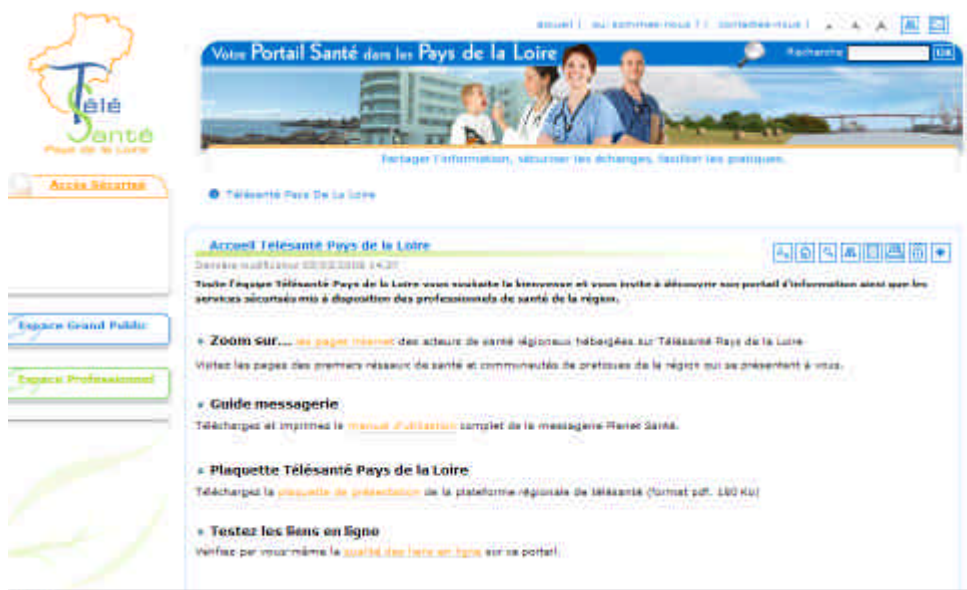 accueil | qui sommes-nous ? | contactez-nous | A A A
Télé
Santé
Pays de la Loire
Votre Portail Santé dans les Pays de la Loire
Recherche OK
Partager l'information, sécuriser les échanges, faciliter les pratiques.
Accès Sécurisé
Télésanté Pays De La Loire
Accueil Télésanté Pays de la Loire
Dernière modification 14:27
Toute l'équipe Télésanté Pays de la Loire vous souhaite la bienvenue et vous invite à découvrir son portail d'information ainsi que les
services sécurisés mis à disposition des professionnels de santé de la région.
Espace Grand Public
Zoom sur... les pages internet des acteurs de santé régionaux hébergées sur Télésanté Pays de la Loire
Visitez les pages des premiers réseaux de santé et communautés de pratiques de la région qui se présentent à vous.
Espace Professionnel
Guide messagerie
Téléchargez et imprimez le manuel d'utilisation complet de la messagerie Planet Santé.
Plaquette Télésanté Pays de la Loire
Téléchargez la plaquette de présentation de la plateforme régionale de télésanté (format pdf. 180 Ko)
Testez les liens en ligne
Vérifiez par vous-même la qualité des liens en ligne sur ce portail.